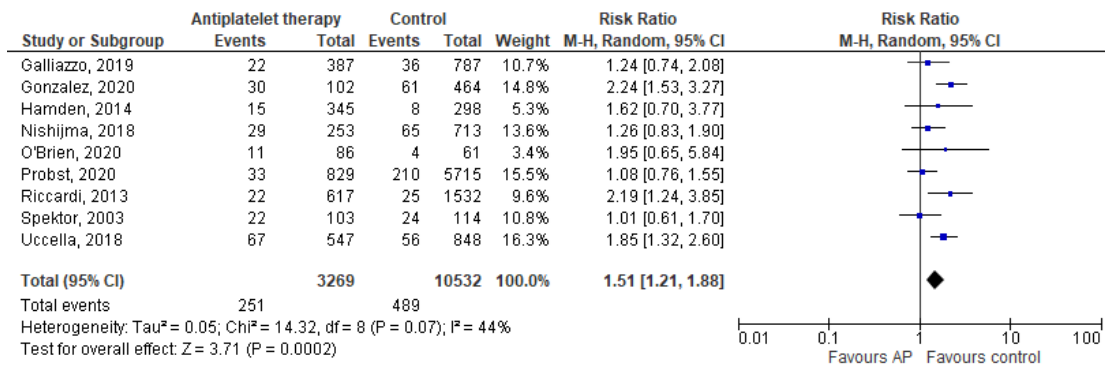 Antiplatelet therapy Control Risk Ratio Risk Ratio
Study or Subgroup Events Total Events Total Weight M-H, Random, 95% CI M-H, Random, 95% CI
Galliazzo, 2019 22 387 36 787 10.7% 1.24 [0.74, 2.08]
Gonzalez, 2020 30 102 61 464 14.8% 2.24 [1.53, 3.27]
Hamden, 2014 15 345 8 298 5.3% 1.62 [0.70, 3.77]
Nishijma, 2018 29 253 65 713 13.6% 1.26 [0.83, 1.90]
O'Brien, 2020 11 86 4 61 3.4% 1.95 [0.65, 5.84]
Probst, 2020 33 829 210 5715 15.5% 1.08 [0.76, 1.55]
Riccardi, 2013 22 617 25 1532 9.6% 2.19 [1.24, 3.85]
Spektor, 2003 22 103 24 114 10.8% 1.01 [0.61, 1.70]
Uccella, 2018 67 547 56 848 16.3% 1.85 [1.32, 2.60]
Total (95% CI) 3269 10532 100.0% 1.51 [1.21, 1.88]
Total events 251 489
Heterogeneity: Tau² = 0.05; Chi² = 14.32, df = 8 (P = 0.07); I² = 44%
Test for overall effect: Z = 3.71 (P = 0.0002)
0.01 0.1 1 10 100
Favours AP Favours control